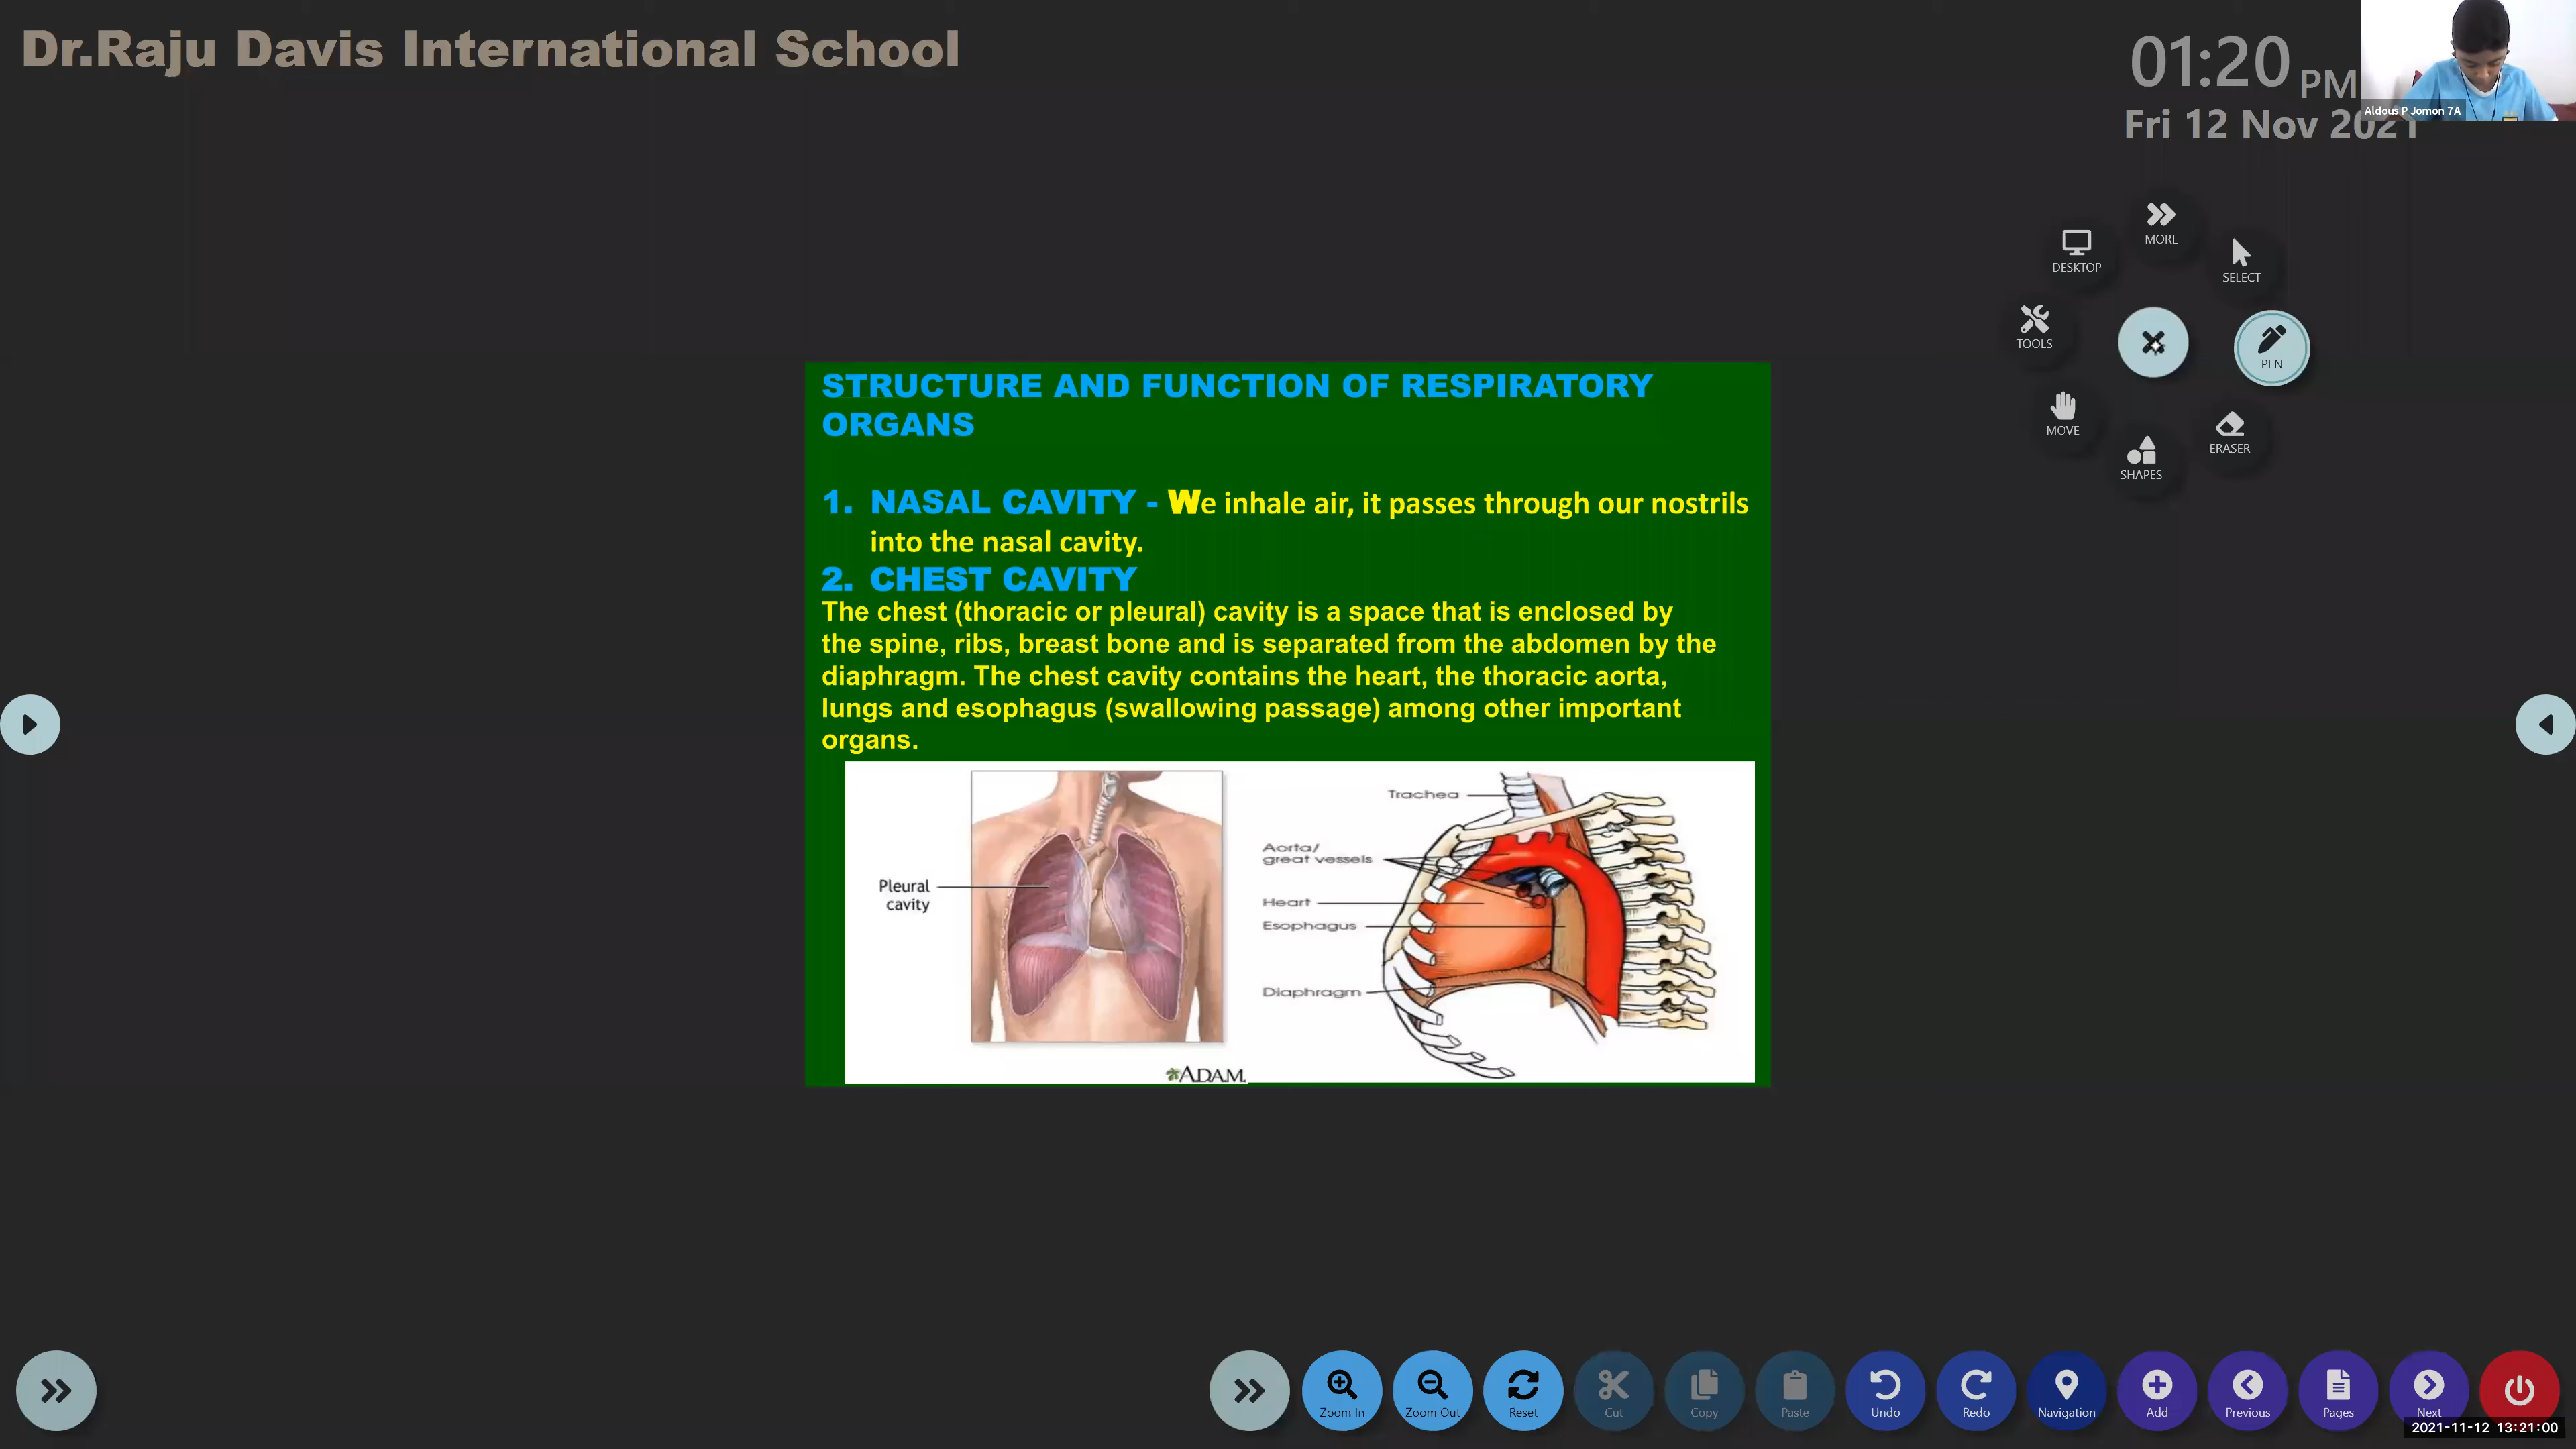 Dr.Raju Davis International School
01:20 PM
Fri 12 Nov 2021
Aldous P Jomon 7A
MORE
DESKTOP
SELECT
TOOLS
PEN
MOVE
ERASER
SHAPES
STRUCTURE AND FUNCTION OF RESPIRATORY
ORGANS
1. NASAL CAVITY - We inhale air, it passes through our nostrils
into the nasal cavity.
2. CHEST CAVITY
The chest (thoracic or pleural) cavity is a space that is enclosed by
the spine, ribs, breast bone and is separated from the abdomen by the
diaphragm. The chest cavity contains the heart, the thoracic aorta,
lungs and esophagus (swallowing passage) among other important
organs.
Pleural
cavity
ADAM.
Trachea
Aorta/
great vessels
Heart
Esophagus
Diaphragm
Zoom In
Zoom Out
Reset
Cut
Copy
Paste
Undo
Redo
Navigation
Add
Previous
Pages
Next
2021-11-12 13:21:00